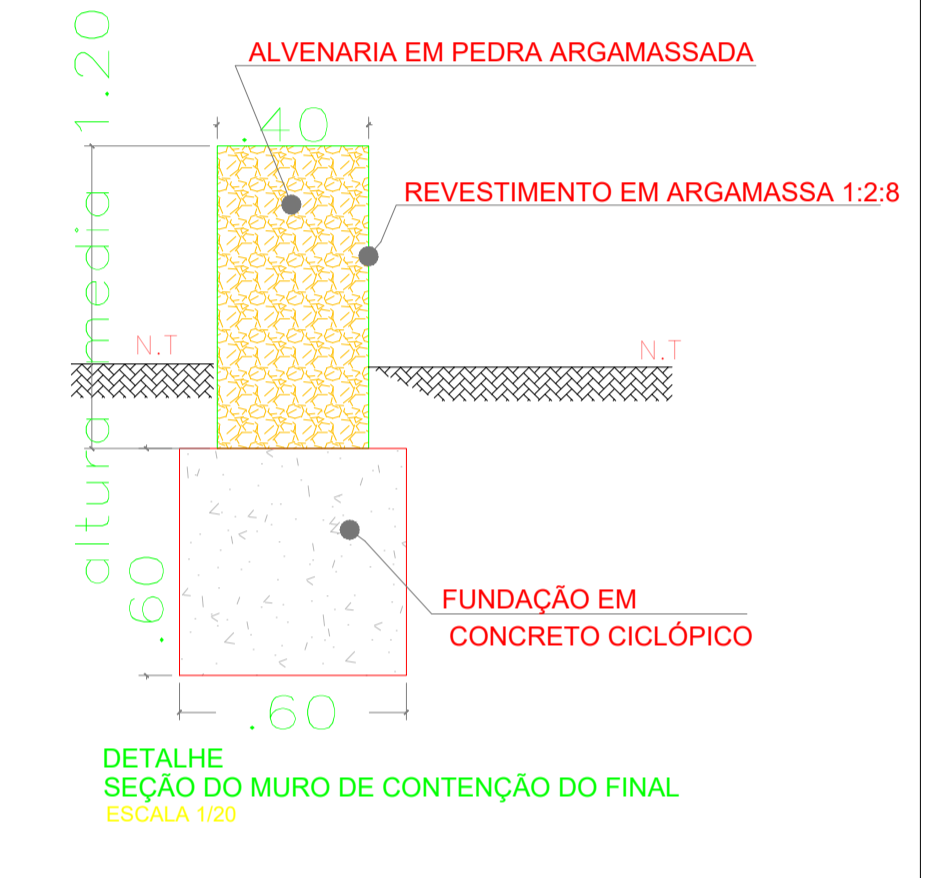 ALVENARIA EM PEDRA ARGAMASSADA
.40
REVESTIMENTO EM ARGAMASSA 1:2:8
altura media 1.20
N.T
N.T
.60
FUNDAÇÃO EM
CONCRETO CICLÓPICO
.60
DETALHE
SEÇÃO DO MURO DE CONTENÇÃO DO FINAL
ESCALA 1/20